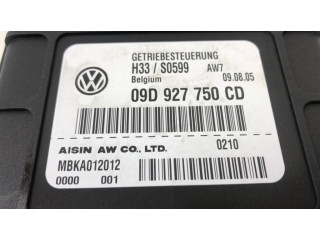 GETRIEBESTEUERUNG
H33 / S0599 AW7
Belgium 09.08.05
09D 927 750 CD
AISIN AW CO., LTD. 0210
MBKA012012
0000 001